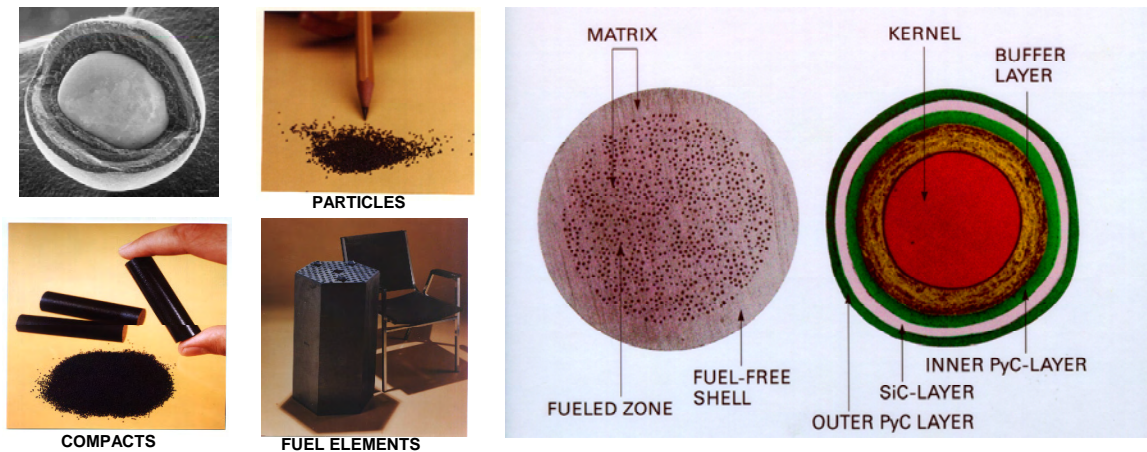 PARTICLES
COMPACTS
FUEL ELEMENTS
MATRIX
KERNEL
BUFFER
LAYER
FUELED ZONE
FUEL-FREE
SHELL
INNER PyC-LAYER
SiC-LAYER
OUTER PyC LAYER